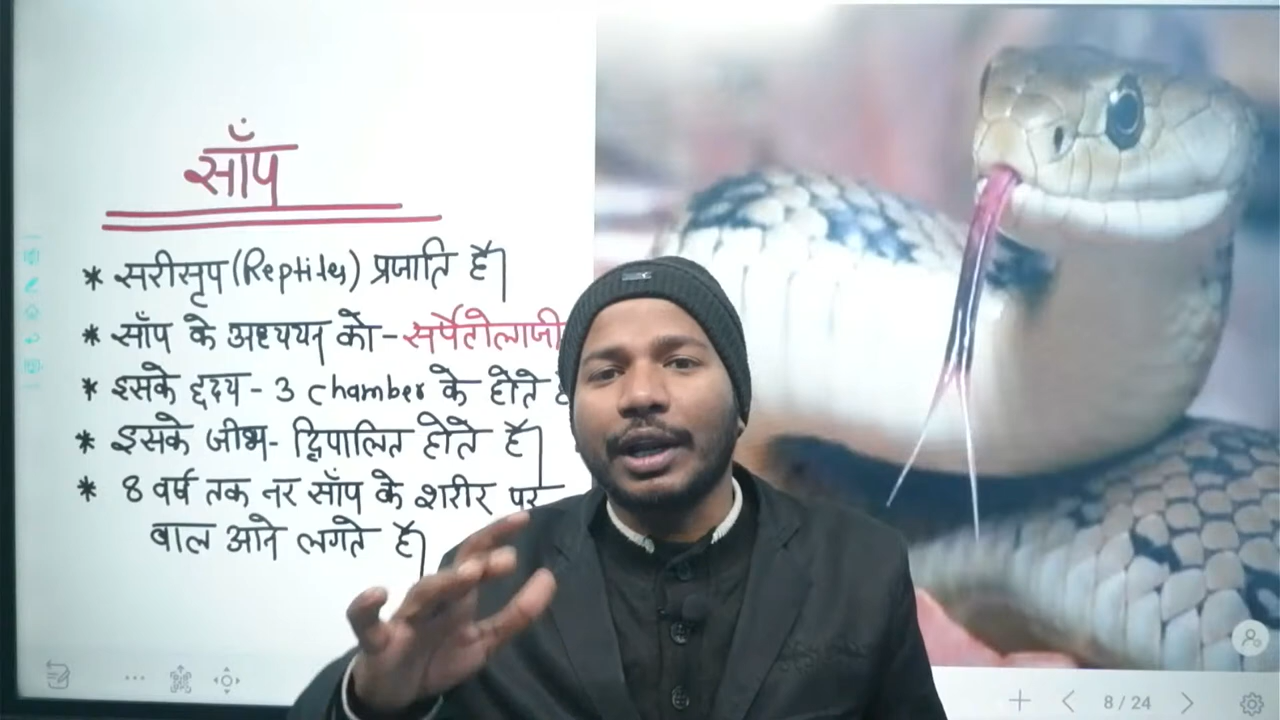 साँप
* सरीसृप (Reptiles) प्रजाति है।
* साँप के अध्ययन को - सर्पेटोलाजी
* इसके हृदय - 3 chamber के होते है
* इसके जीभ - द्विपालित होते है।
* 8 वर्ष तक नर साँप के शरीर पर
बाल आने लगते है।
8 / 24